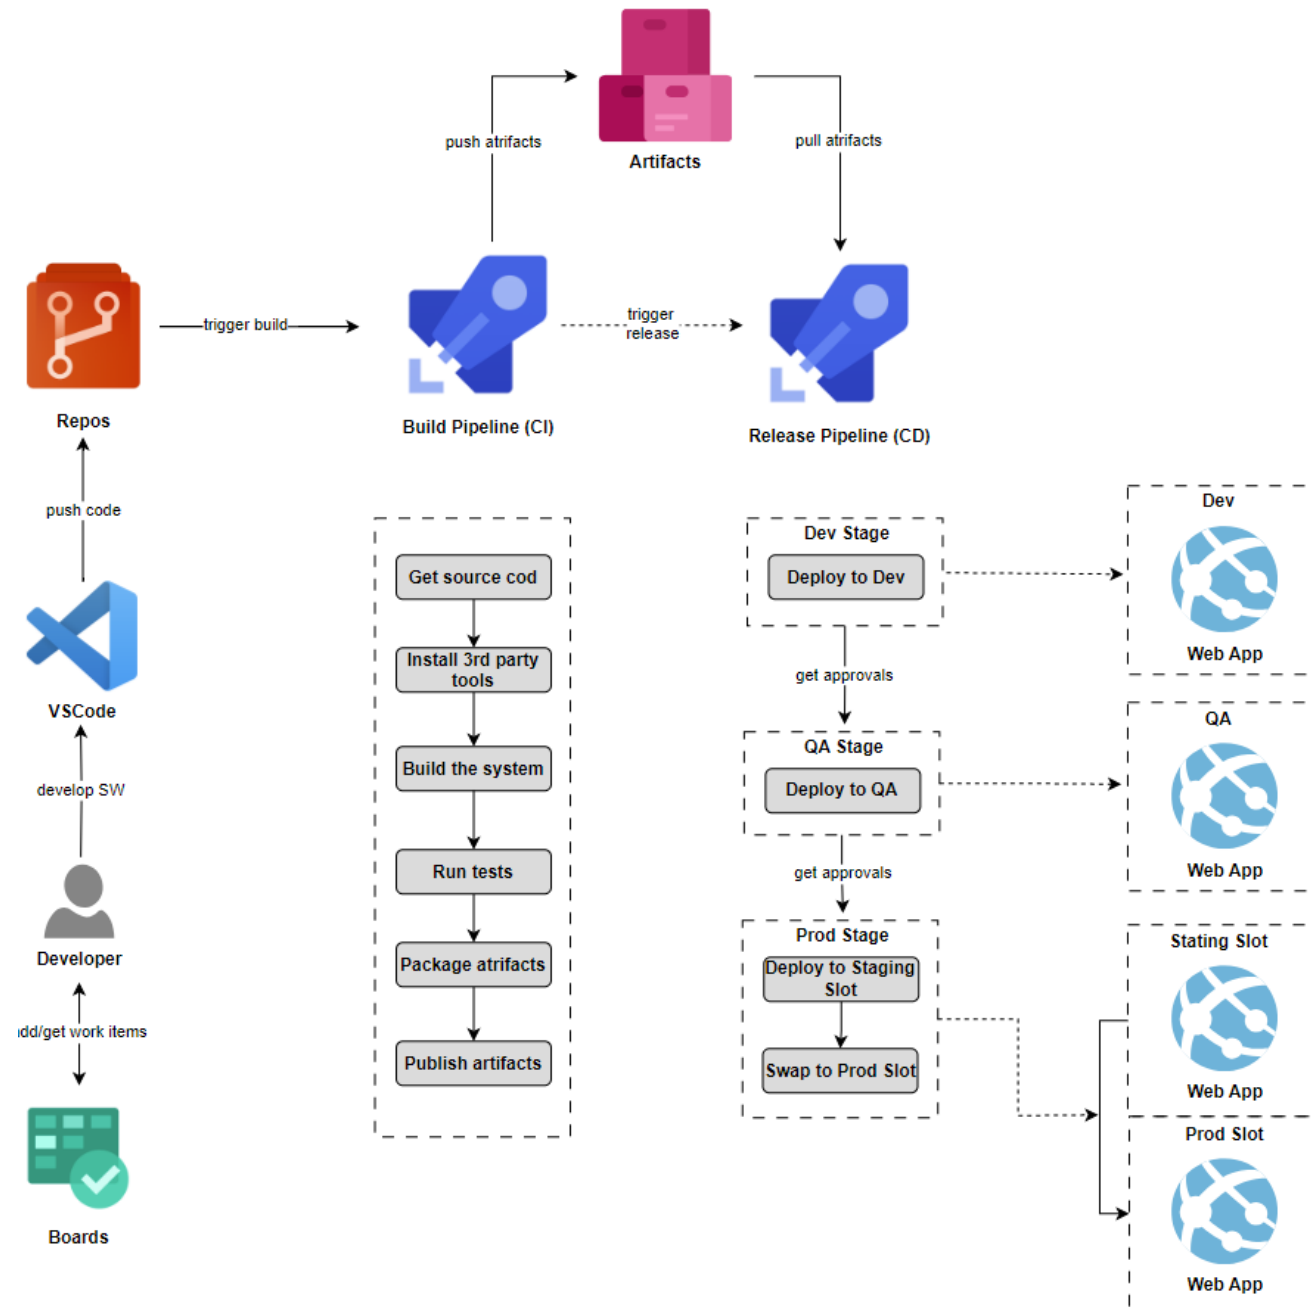 push atrifacts
pull atrifacts
Artifacts
trigger build
trigger
release
Repos
Build Pipeline (CI)
Release Pipeline (CD)
push code
VSCode
develop SW
Developer
add/get work items
Boards
Get source cod
Install 3rd party
tools
Build the system
Run tests
Package atrifacts
Publish artifacts
Dev Stage
Deploy to Dev
get approvals
QA Stage
Deploy to QA
get approvals
Prod Stage
Deploy to Staging
Slot
Swap to Prod Slot
Dev
Web App
QA
Web App
Stating Slot
Web App
Prod Slot
Web App